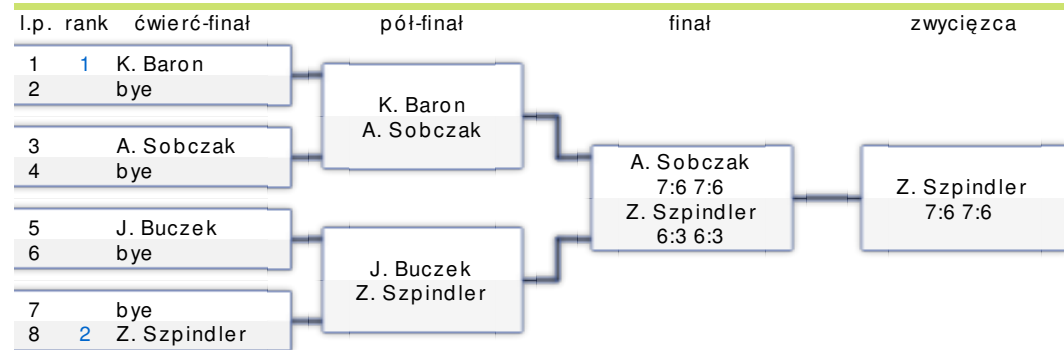 l.p. rank ćwierć-finał pół-finał finał zwycięzca
1 1 K. Baron
2 bye
3 A. Sobczak
4 bye
5 J. Buczek
6 bye
7 bye
8 2 Z. Szpindler
K. Baron
A. Sobczak
J. Buczek
Z. Szpindler
A. Sobczak
7:6 7:6
Z. Szpindler
6:3 6:3
Z. Szpindler
7:6 7:6